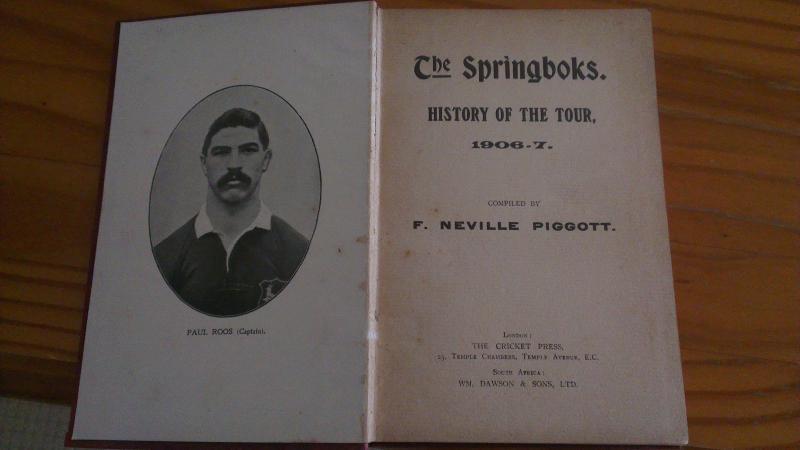 PAUL ROOS (Captain).
The Springboks.
HISTORY OF THE TOUR,
1906-7.
COMPILED BY
F. NEVILLE PIGGOTT.
London:
THE CRICKET PRESS,
25, Temple Chambers, Temple Avenue, E.C.
South Africa:
WM. DAWSON & SONS, LTD.